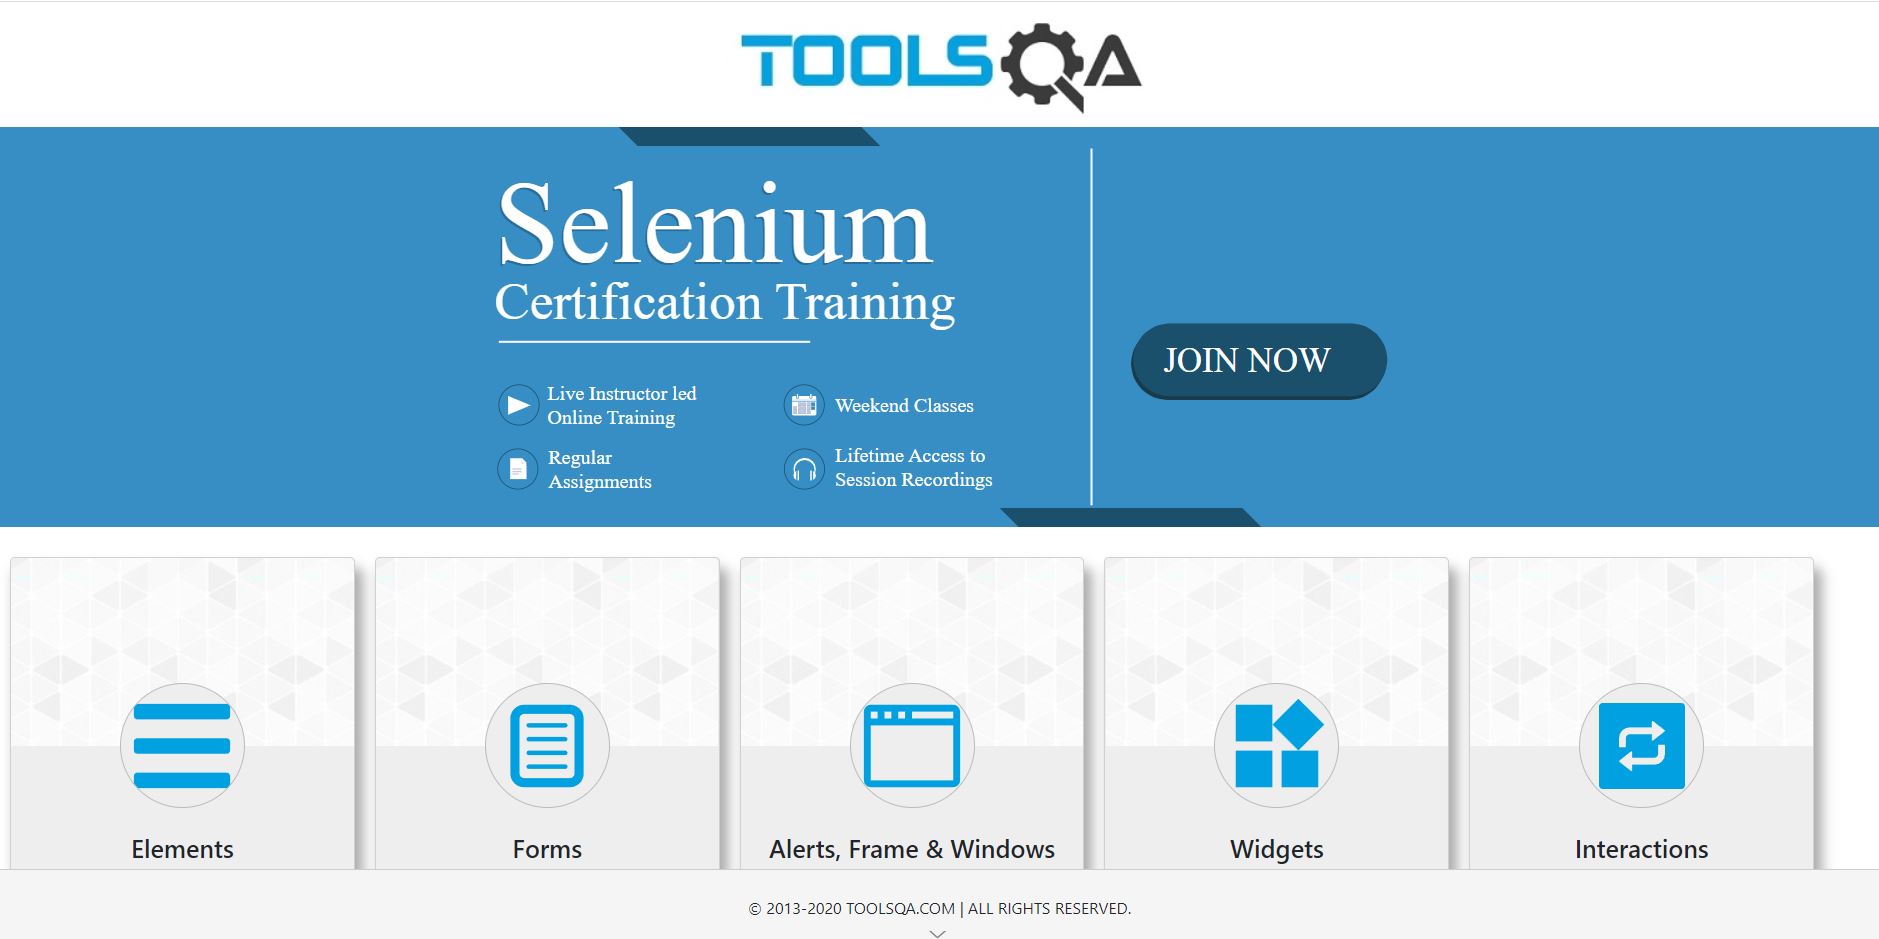 TOOLSQA
Selenium
Certification Training
JOIN NOW
Live Instructor led
Online Training
Weekend Classes
Regular
Assignments
Lifetime Access to
Session Recordings
Elements
Forms
Alerts, Frame & Windows
Widgets
Interactions
© 2013-2020 TOOLSQA.COM | ALL RIGHTS RESERVED.